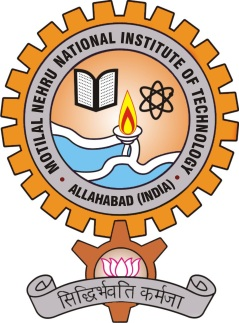 MOTILAL NEHRU NATIONAL INSTITUTE OF TECHNOLOGY
• ALLAHABAD (INDIA) •
सिद्धिर्भवति कर्मजा